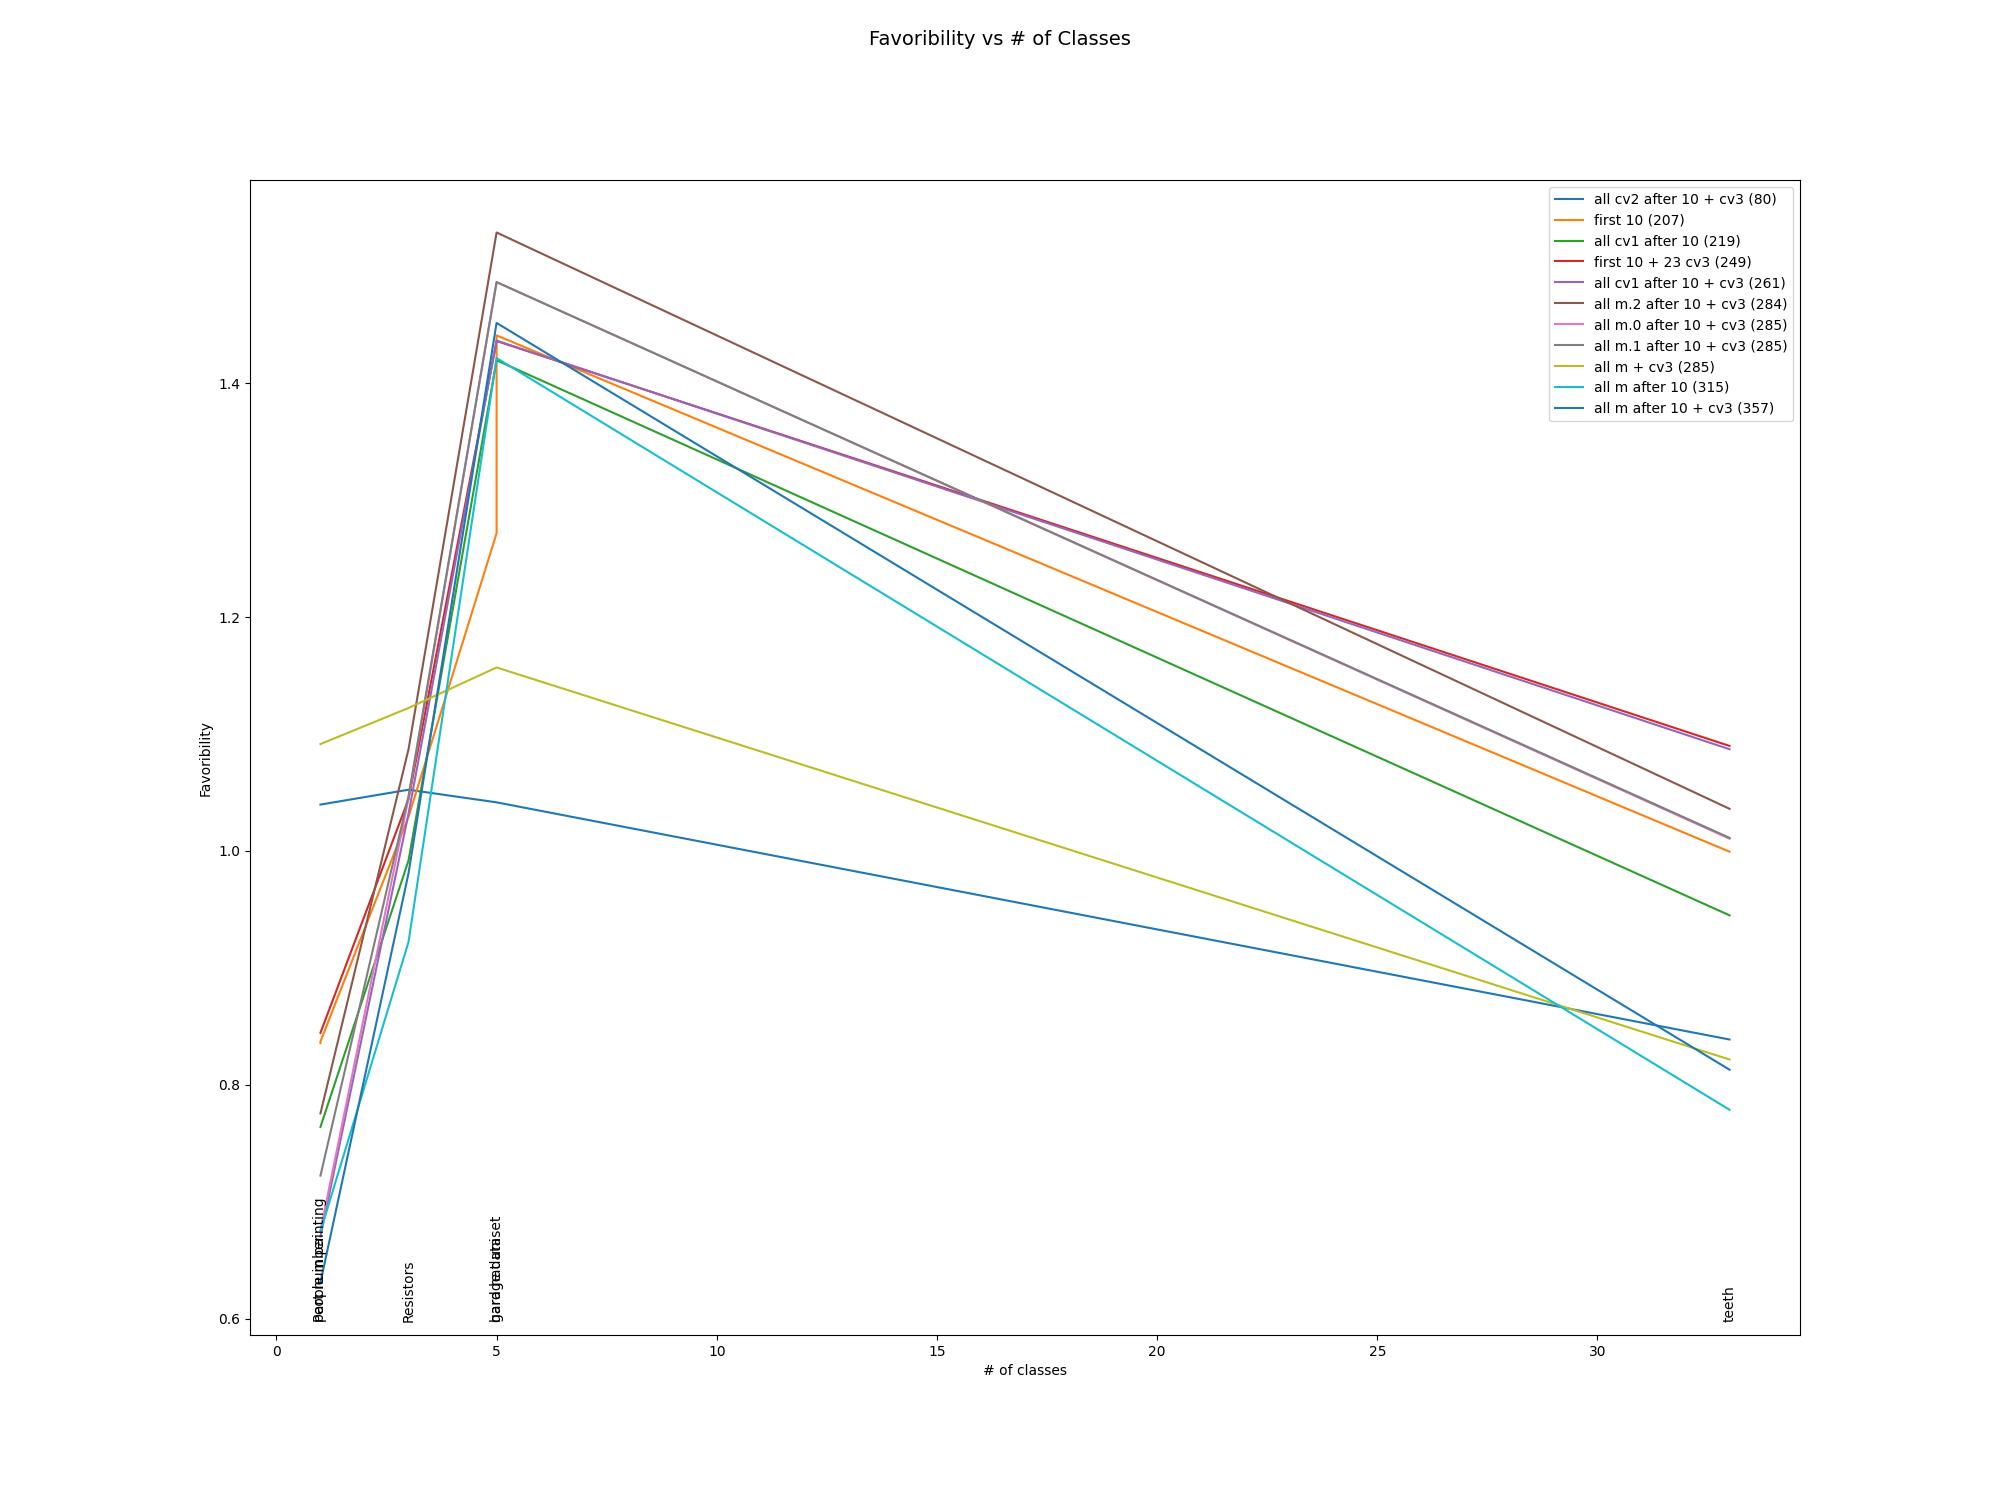 Favoribility vs # of Classes
all cv2 after 10 + cv3 (80)
first 10 (207)
all cv1 after 10 (219)
first 10 + 23 cv3 (249)
all cv1 after 10 + cv3 (261)
all m.2 after 10 + cv3 (284)
all m.0 after 10 + cv3 (285)
all m.1 after 10 + cv3 (285)
all m + cv3 (285)
all m after 10 (315)
all m after 10 + cv3 (357)
1.4
1.2
1.0
0.8
0.6
Favoribility
Resistors
teeth
0
5
10
15
20
25
30
# of classes